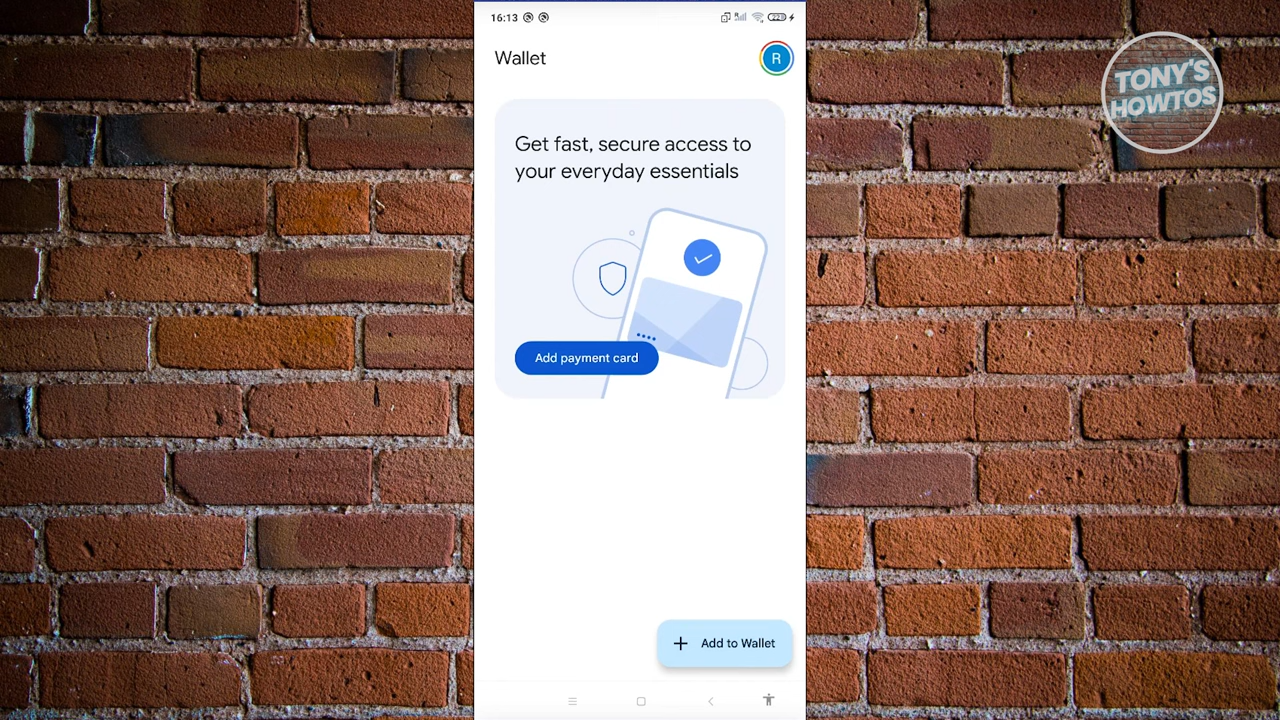 16:13
22
Wallet
R
TONY'S
HOWTOS
Get fast, secure access to
your everyday essentials
Add payment card
+ Add to Wallet